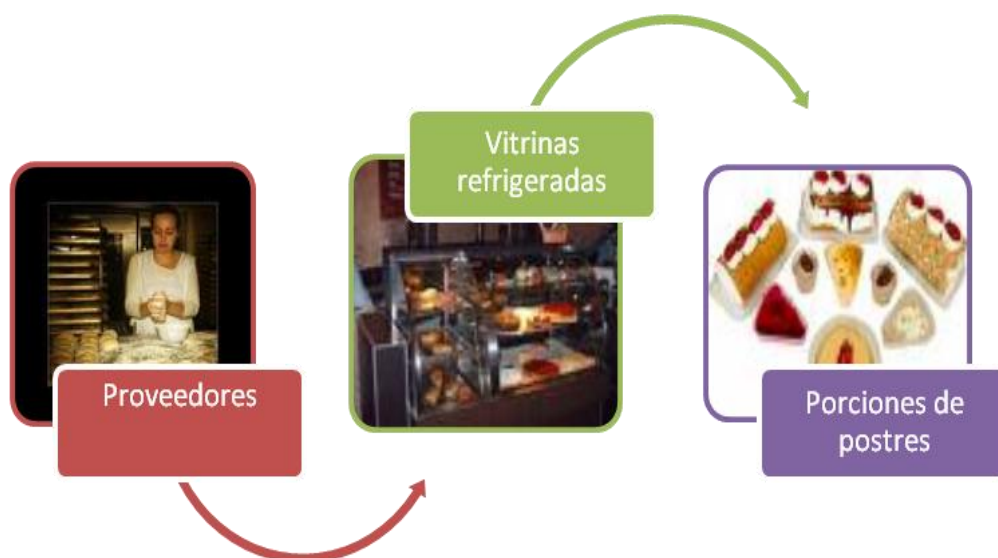 Proveedores
Vitrinas
refrigeradas
Porciones de
postres